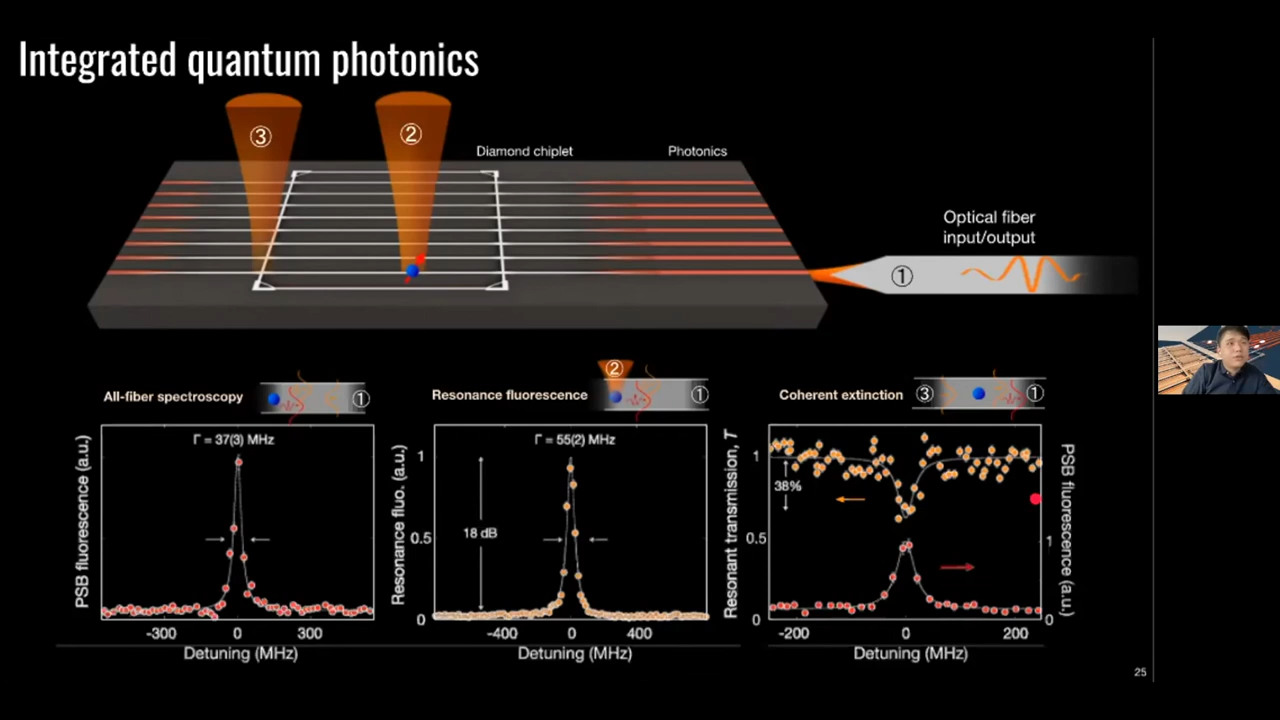 Integrated quantum photonics
③
②
Diamond chiplet
Photonics
Optical fiber
input/output
①
All-fiber spectroscopy
①
Resonance fluorescence
②
①
Coherent extinction
③
①
Γ = 37(3) MHz
PSB fluorescence (a.u.)
-300
0
300
Detuning (MHz)
Γ = 55(2) MHz
Resonance fluo. (a.u.)
1
0.5
0
18 dB
-400
0
400
Detuning (MHz)
Resonant transmission, T
1
0.5
0
38%
-200
0
200
Detuning (MHz)
PSB fluorescence (a.u.)
1
0
25